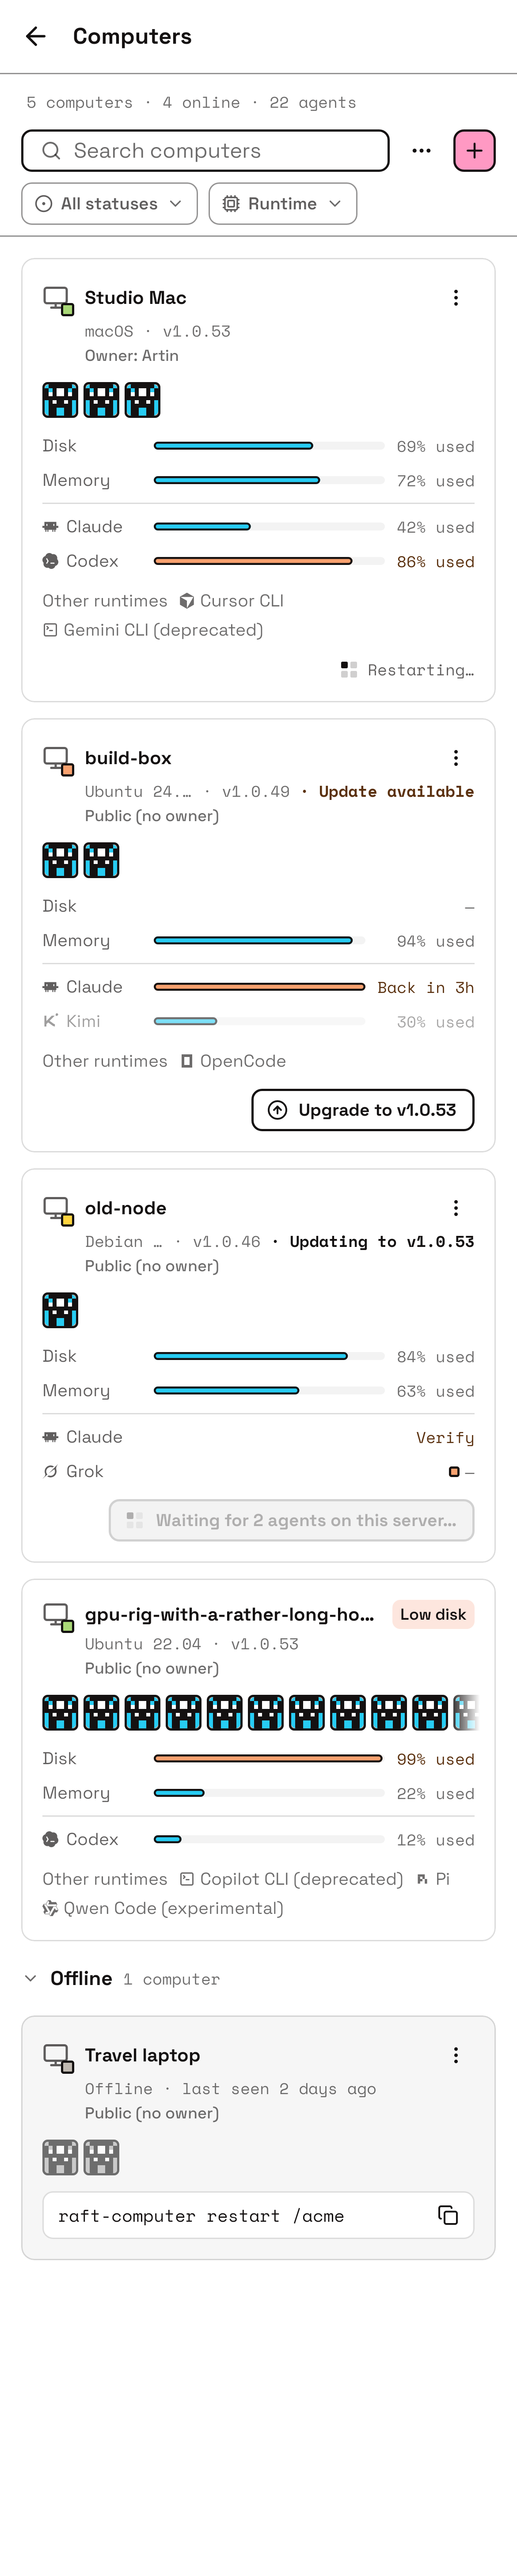 Computers
5 computers · 4 online · 22 agents
Search computers
All statuses
Runtime
Studio Mac
macOS · v1.0.53
Owner: Artin
Disk 69% used
Memory 72% used
Claude 42% used
Codex 86% used
Other runtimes Cursor CLI
Gemini CLI (deprecated)
Restarting…
build-box
Ubuntu 24.… · v1.0.49 · Update available
Public (no owner)
Disk —
Memory 94% used
Claude Back in 3h
Kimi 30% used
Other runtimes OpenCode
Upgrade to v1.0.53
old-node
Debian … · v1.0.46 · Updating to v1.0.53
Public (no owner)
Disk 84% used
Memory 63% used
Claude Verify
Grok —
Waiting for 2 agents on this server…
gpu-rig-with-a-rather-long-ho… Low disk
Ubuntu 22.04 · v1.0.53
Public (no owner)
Disk 99% used
Memory 22% used
Codex 12% used
Other runtimes Copilot CLI (deprecated) Pi
Qwen Code (experimental)
Offline 1 computer
Travel laptop
Offline · last seen 2 days ago
Public (no owner)
raft-computer restart /acme